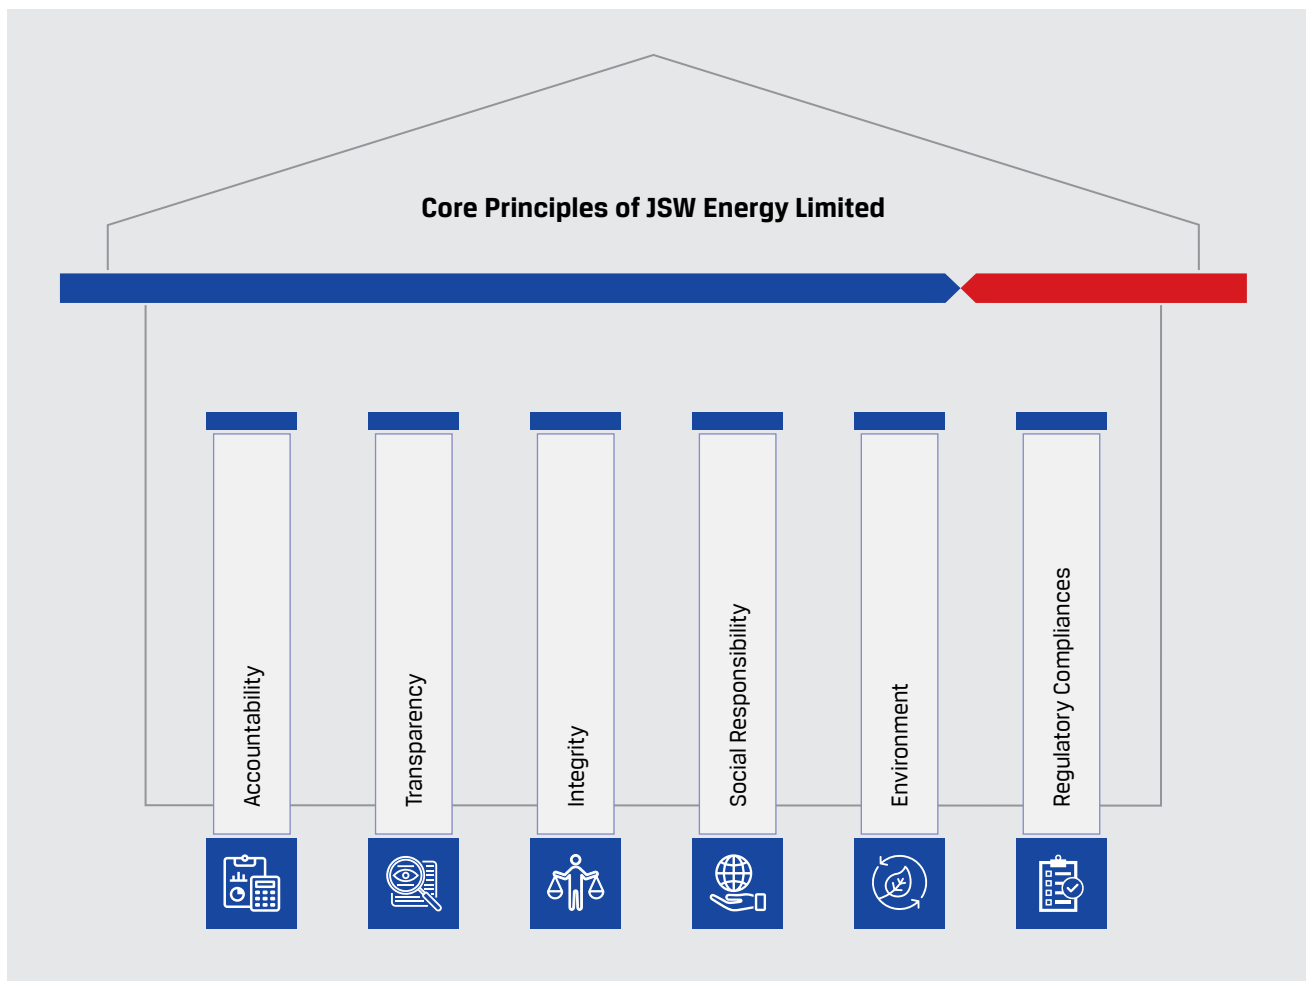 Core Principles of JSW Energy Limited
Accountability
Transparency
Integrity
Social Responsibility
Environment
Regulatory Compliances